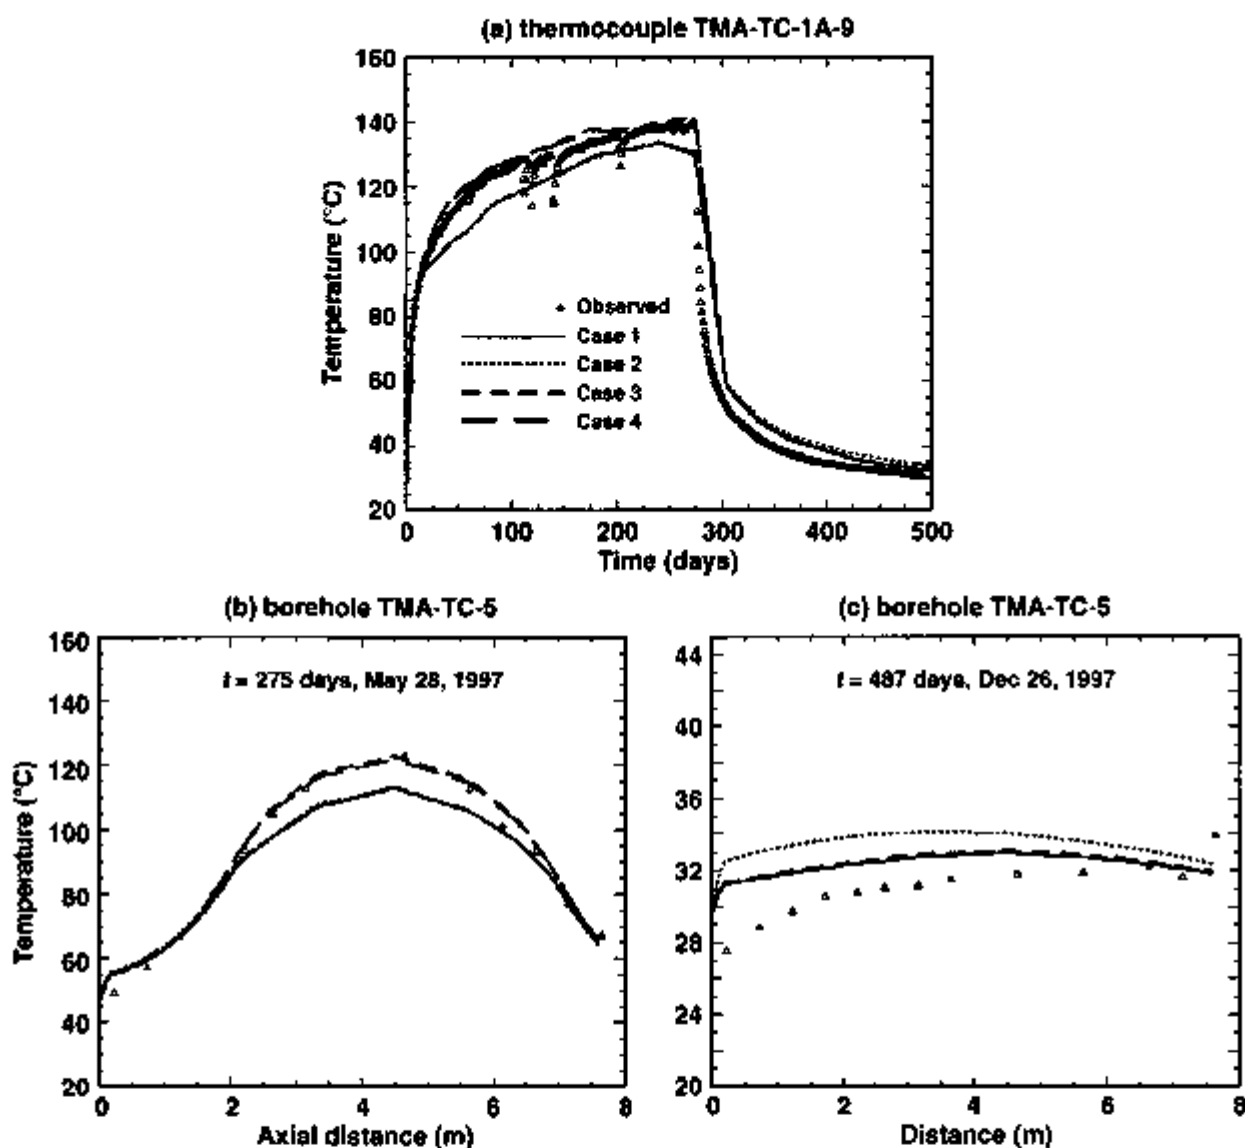 (a) thermocouple TMA-TC-1A-9
160
140
120
100
80
60
40
20
Temperature (°C)
Observed
Case 1
Case 2
Case 3
Case 4
0 100 200 300 400 500
Time (days)
(b) borehole TMA-TC-5
160
140
120
100
80
60
40
20
Temperature (°C)
t = 275 days, May 28, 1997
0 2 4 6 8
Axial distance (m)
(c) borehole TMA-TC-5
44
40
36
32
28
24
20
t = 487 days, Dec 26, 1997
0 2 4 6 8
Distance (m)